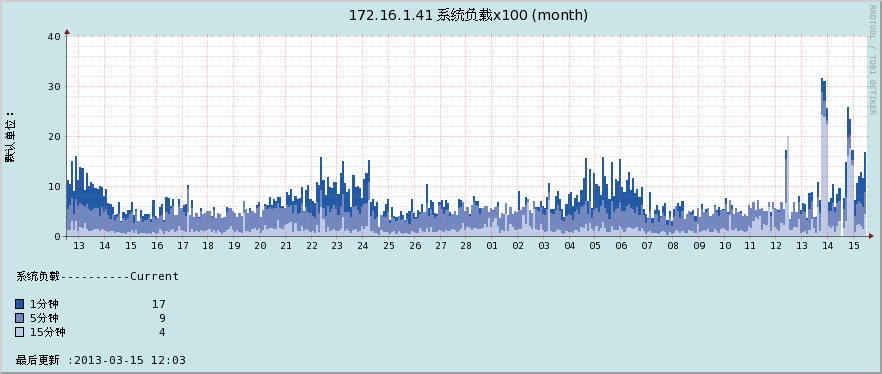 172.16.1.41 系统负载x100 (month)
RRDTOOL / TOBI OETIKER
默认单位：
40
30
20
10
0
13 14 15 16 17 18 19 20 21 22 23 24 25 26 27 28 01 02 03 04 05 06 07 08 09 10 11 12 13 14 15
系统负载----------Current
1分钟 17
5分钟 9
15分钟 4
最后更新 :2013-03-15 12:03